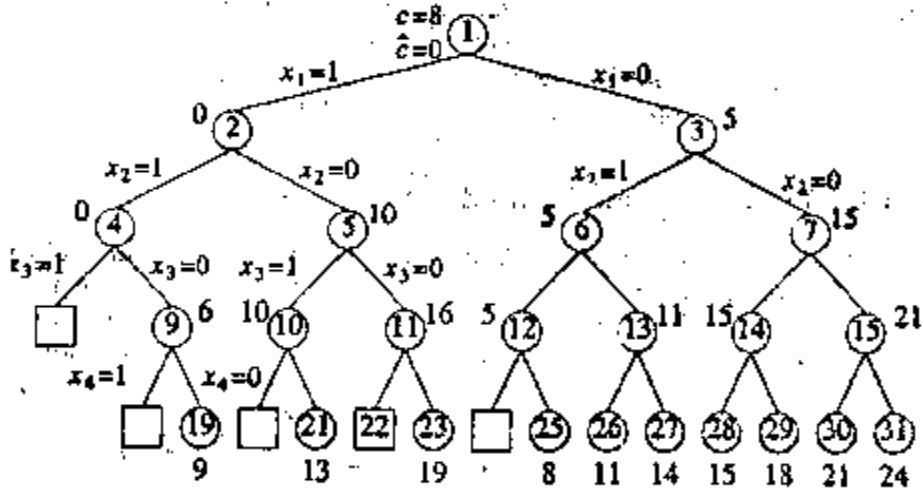 c=8 1
ĉ=0
x₁=1 x₁=0
0 2 3 5
x₂=1 x₂=0 x₂=1 x₂=0
0 4 5 10 5 6 7 15
x₃=1 x₃=0 x₃=1 x₃=0
9 6 10 10 11 16 5 12 13 11 15 14 15 21
x₄=1 x₄=0
19 21 22 23 25 26 27 28 29 30 31
9 13 19 8 11 14 15 18 21 24